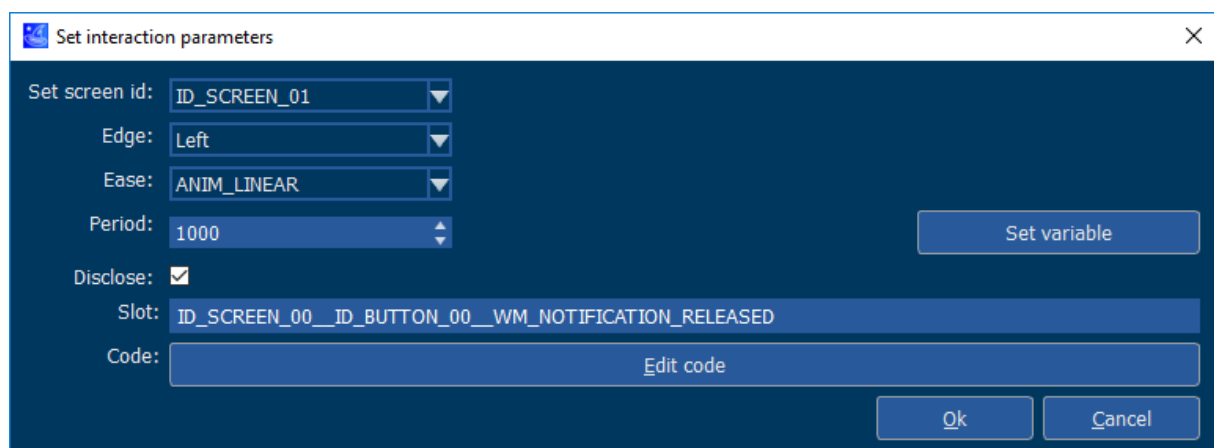 Set interaction parameters
Set screen id: ID_SCREEN_01
Edge: Left
Ease: ANIM_LINEAR
Period: 1000 Set variable
Disclose:
Slot: ID_SCREEN_00__ID_BUTTON_00__WM_NOTIFICATION_RELEASED
Code: Edit code
Ok Cancel